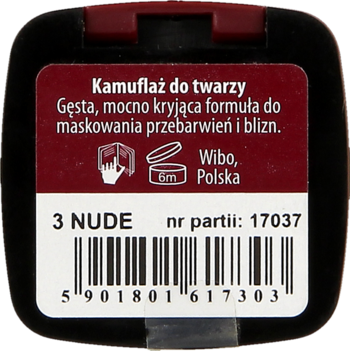 Kamuflaż do twarzy
Gęsta, mocno kryjąca formuła do
maskowania przebarwień i blizn.
6m
Wibo,
Polska
3 NUDE nr partii: 17037
5 901801 617303